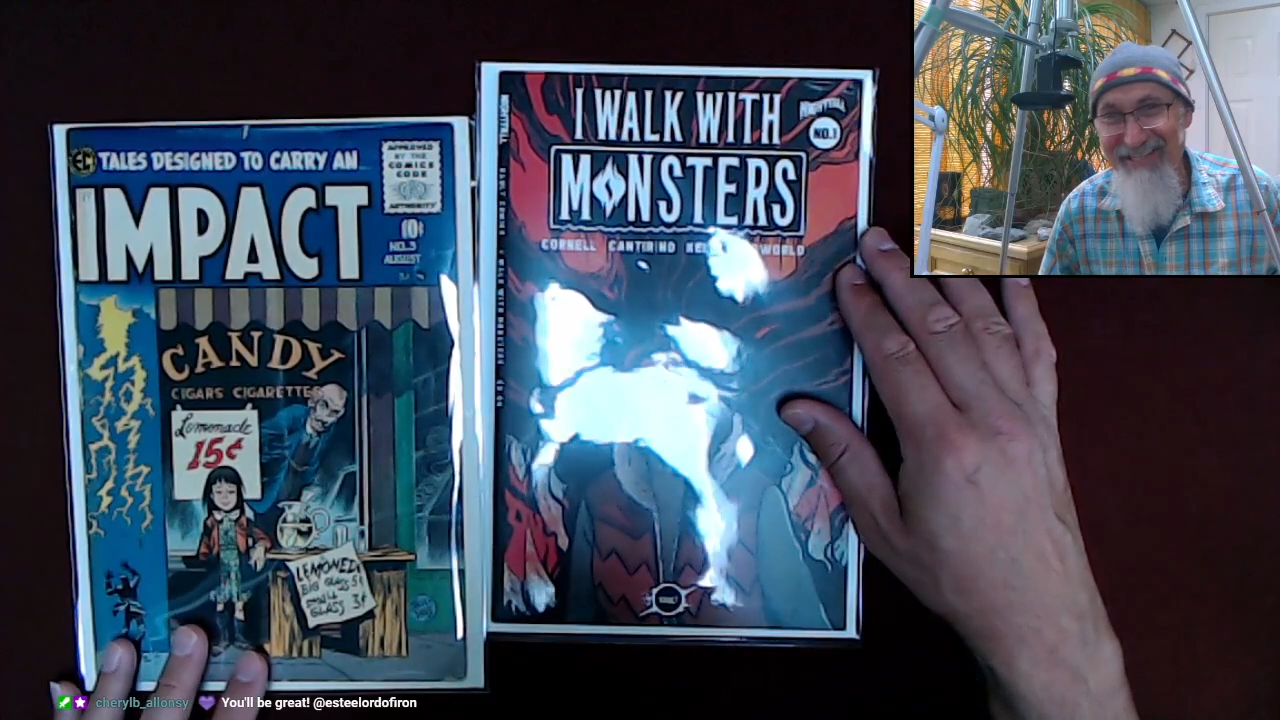 EC TALES DESIGNED TO CARRY AN
APPROVED
BY THE
COMICS
CODE
AUTHORITY
IMPACT
10¢
NO.3
AUGUST
CANDY
CIGARS CIGARETTES
Lemonade
15¢
LEMONEDE
BIG GLASS 5¢
SMALL
GLASS 3¢
I WALK WITH
MONSTERS
NO.1
CORNELL CANTIRINO
VAULT
cherylb_allonsy You'll be great! @esteelordofiron